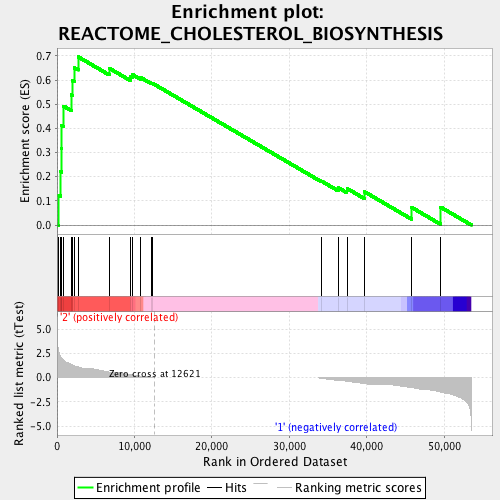 Enrichment plot:
REACTOME_CHOLESTEROL_BIOSYNTHESIS
Enrichment score (ES)
0.7
0.6
0.5
0.4
0.3
0.2
0.1
0.0
'2' (positively correlated)
Ranked list metric (tTest)
5.0
2.5
0.0
-2.5
-5.0
Zero cross at 12621
'1' (negatively correlated)
0
10,000
20,000
30,000
40,000
50,000
Rank in Ordered Dataset
Enrichment profile
Hits
Ranking metric scores